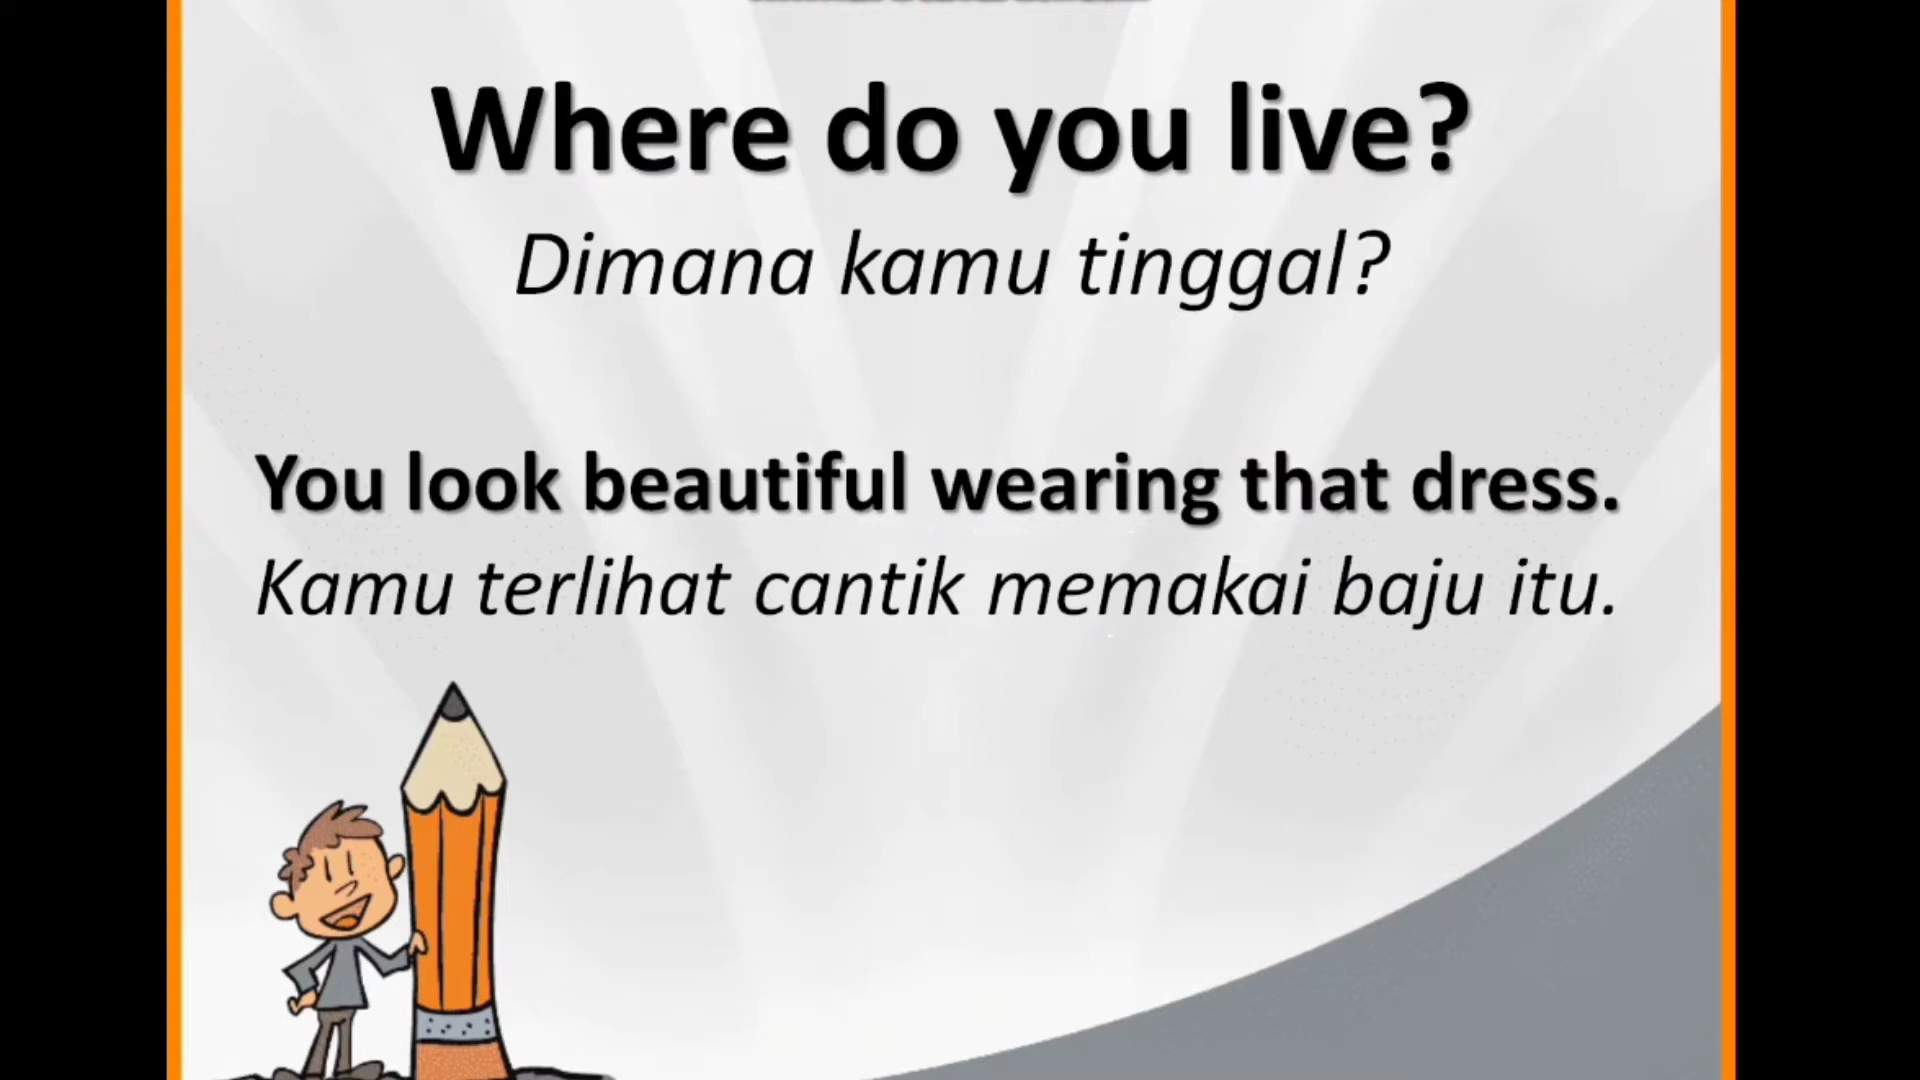 Where do you live?
Dimana kamu tinggal?
You look beautiful wearing that dress.
Kamu terlihat cantik memakai baju itu.